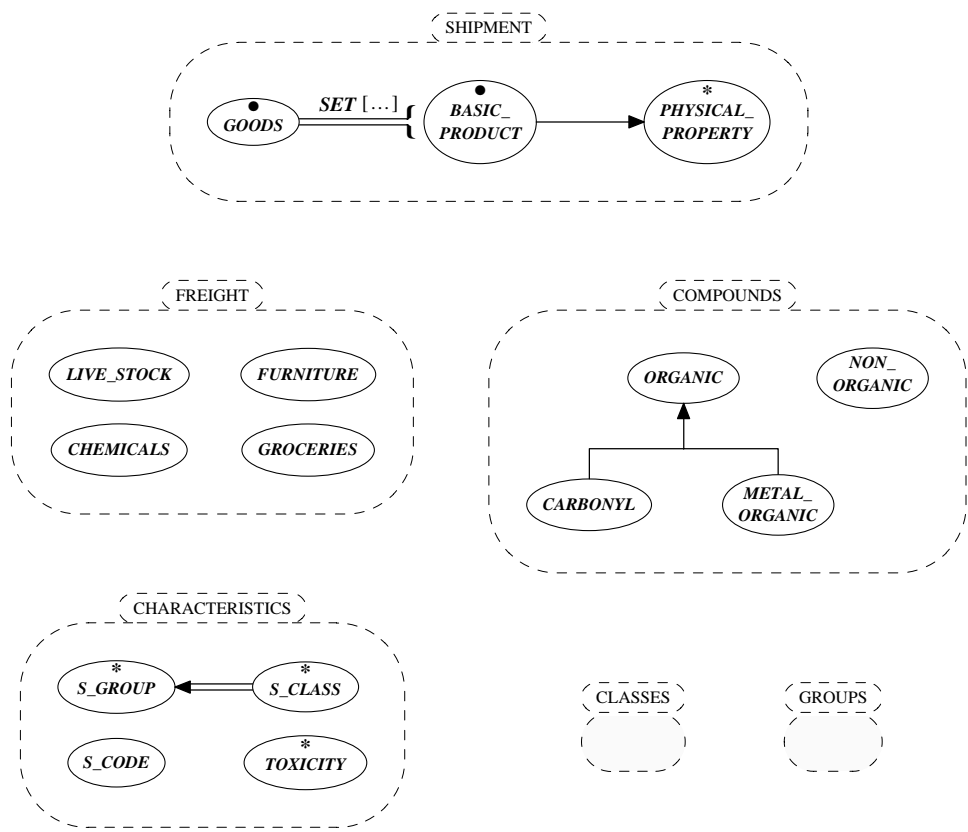 SHIPMENT
●
GOODS
SET […]
{
●
BASIC_
PRODUCT
*
PHYSICAL_
PROPERTY
FREIGHT
LIVE_STOCK
FURNITURE
CHEMICALS
GROCERIES
COMPOUNDS
ORGANIC
NON_
ORGANIC
CARBONYL
METAL_
ORGANIC
CHARACTERISTICS
*
S_GROUP
*
S_CLASS
S_CODE
*
TOXICITY
CLASSES
GROUPS